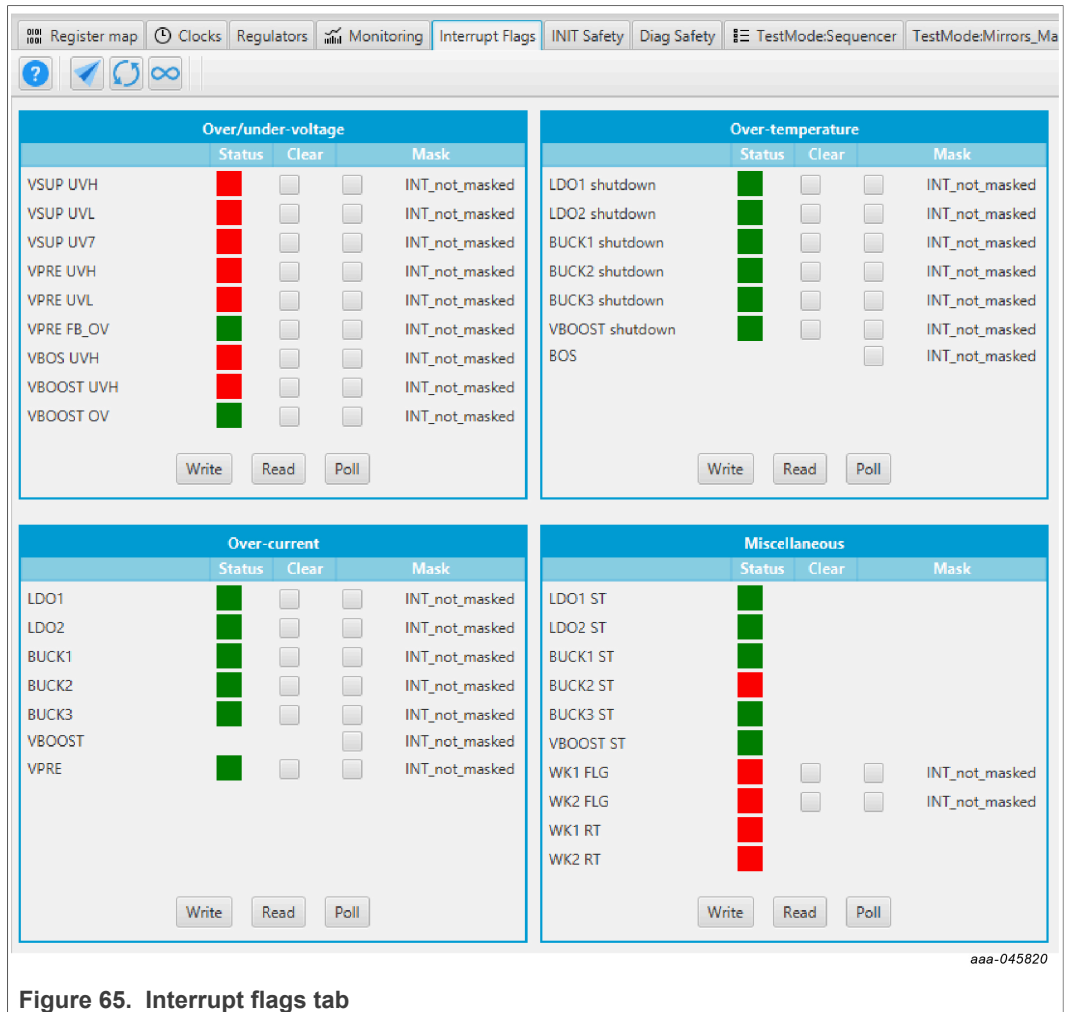 Register map Clocks Regulators Monitoring Interrupt Flags INIT Safety Diag Safety TestMode:Sequencer TestMode:Mirrors_Ma
Over/under-voltage
Status Clear Mask
VSUP UVH INT_not_masked
VSUP UVL INT_not_masked
VSUP UV7 INT_not_masked
VPRE UVH INT_not_masked
VPRE UVL INT_not_masked
VPRE FB_OV INT_not_masked
VBOS UVH INT_not_masked
VBOOST UVH INT_not_masked
VBOOST OV INT_not_masked
Write Read Poll
Over-temperature
Status Clear Mask
LDO1 shutdown INT_not_masked
LDO2 shutdown INT_not_masked
BUCK1 shutdown INT_not_masked
BUCK2 shutdown INT_not_masked
BUCK3 shutdown INT_not_masked
VBOOST shutdown INT_not_masked
BOS INT_not_masked
Write Read Poll
Over-current
Status Clear Mask
LDO1 INT_not_masked
LDO2 INT_not_masked
BUCK1 INT_not_masked
BUCK2 INT_not_masked
BUCK3 INT_not_masked
VBOOST INT_not_masked
VPRE INT_not_masked
Write Read Poll
Miscellaneous
Status Clear Mask
LDO1 ST
LDO2 ST
BUCK1 ST
BUCK2 ST
BUCK3 ST
VBOOST ST
WK1 FLG INT_not_masked
WK2 FLG INT_not_masked
WK1 RT
WK2 RT
Write Read Poll
aaa-045820
Figure 65. Interrupt flags tab